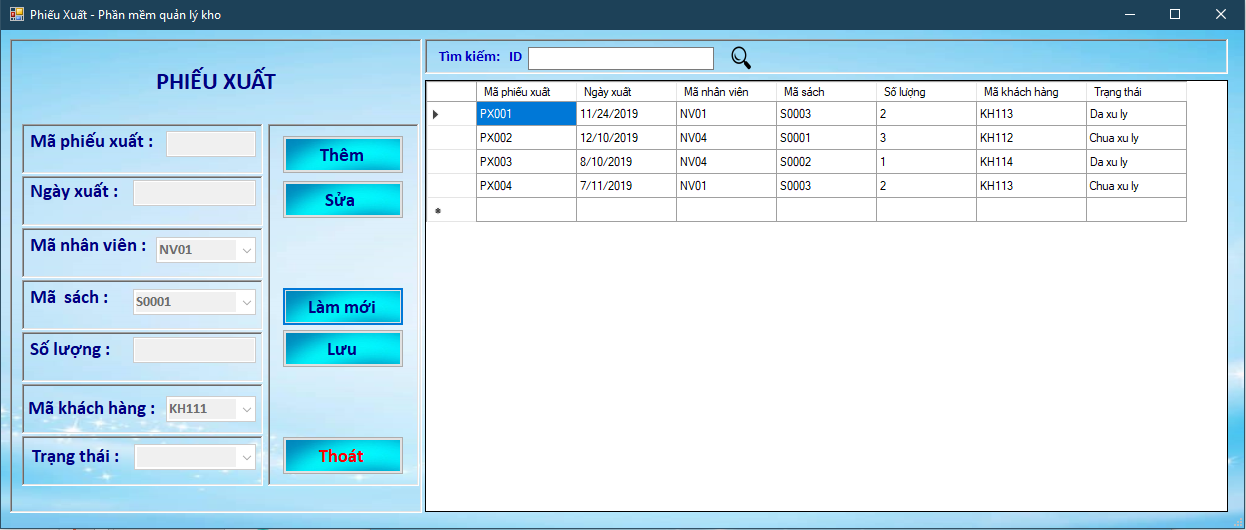 Phiếu Xuất - Phần mềm quản lý kho
PHIẾU XUẤT
Mã phiếu xuất :
Ngày xuất :
Mã nhân viên : NV01
Mã sách : S0001
Số lượng :
Mã khách hàng : KH111
Trạng thái :
Thêm
Sửa
Làm mới
Lưu
Thoát
Tìm kiếm: ID
Mã phiếu xuất Ngày xuất Mã nhân viên Mã sách Số lượng Mã khách hàng Trạng thái
PX001 11/24/2019 NV01 S0003 2 KH113 Da xu ly
PX002 12/10/2019 NV04 S0001 3 KH112 Chua xu ly
PX003 8/10/2019 NV04 S0002 1 KH114 Da xu ly
PX004 7/11/2019 NV01 S0003 2 KH113 Chua xu ly